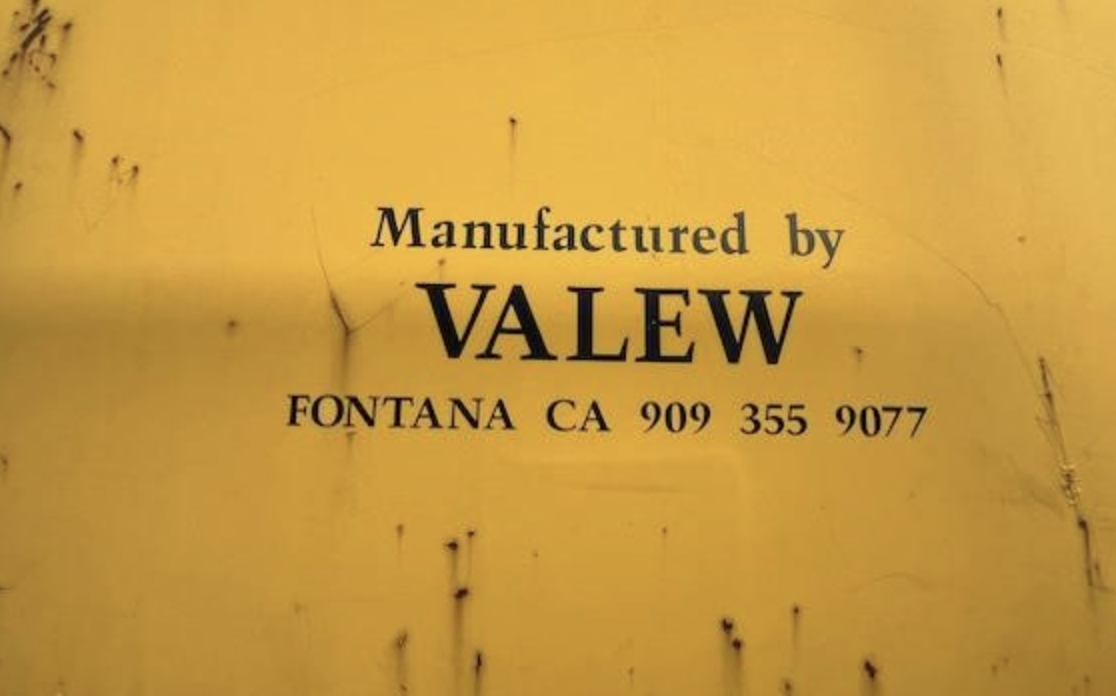 Manufactured by
VALEW
FONTANA CA 909 355 9077